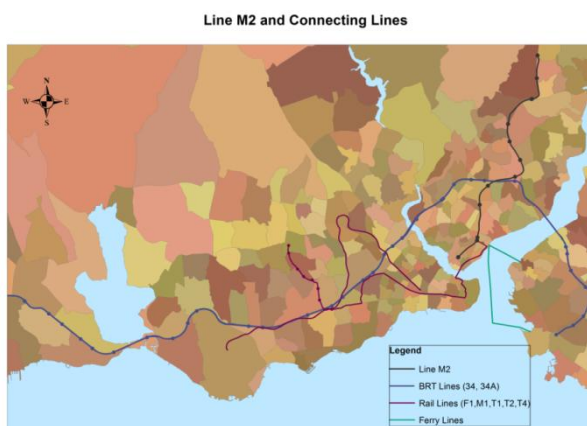 Line M2 and Connecting Lines
N
W E
S
Legend
Line M2
BRT Lines (34, 34A)
Rail Lines (F1,M1,T1,T2,T4)
Ferry Lines